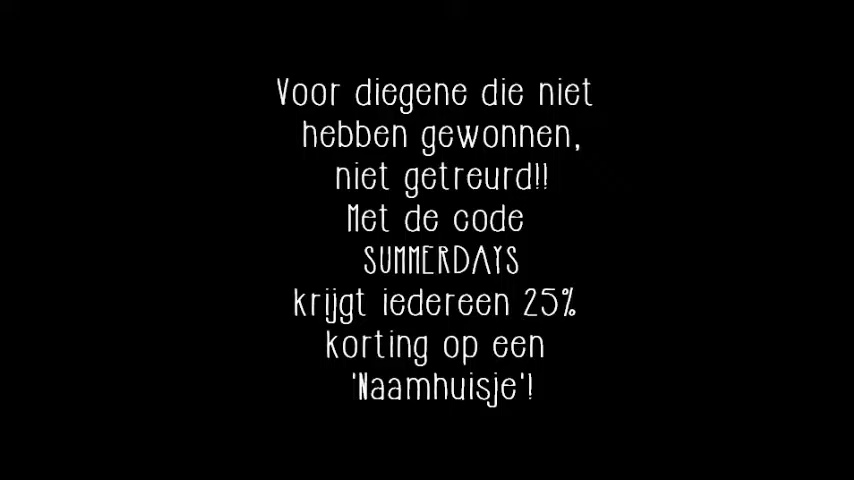 Voor diegene die niet
hebben gewonnen,
niet getreurd!!
Met de code
SUMMERDAYS
krijgt iedereen 25%
korting op een
'Naamhuisje'!